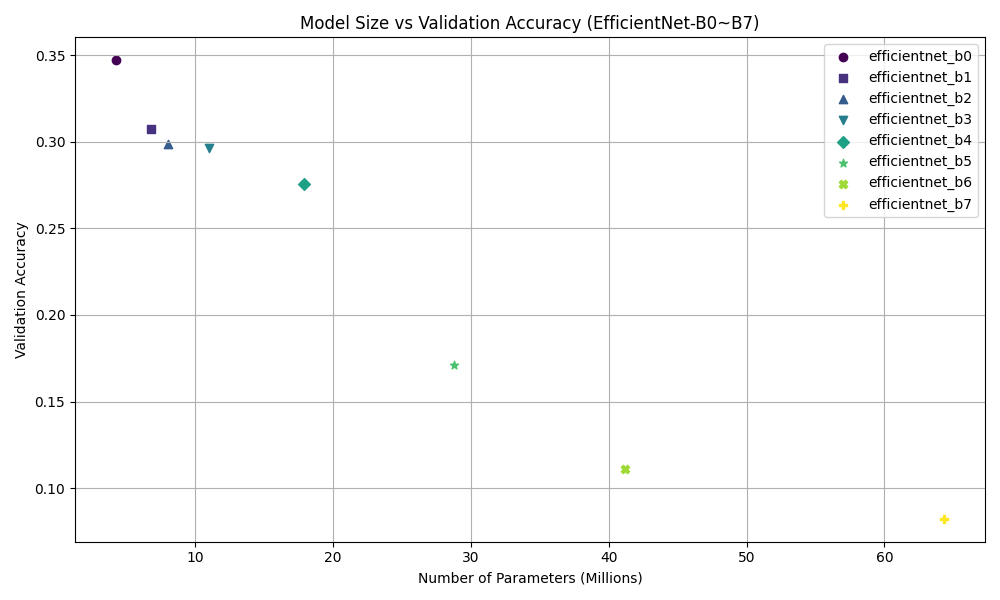 Model Size vs Validation Accuracy (EfficientNet-B0~B7)
efficientnet_b0
efficientnet_b1
efficientnet_b2
efficientnet_b3
efficientnet_b4
efficientnet_b5
efficientnet_b6
efficientnet_b7
Validation Accuracy
0.35
0.30
0.25
0.20
0.15
0.10
10 20 30 40 50 60
Number of Parameters (Millions)